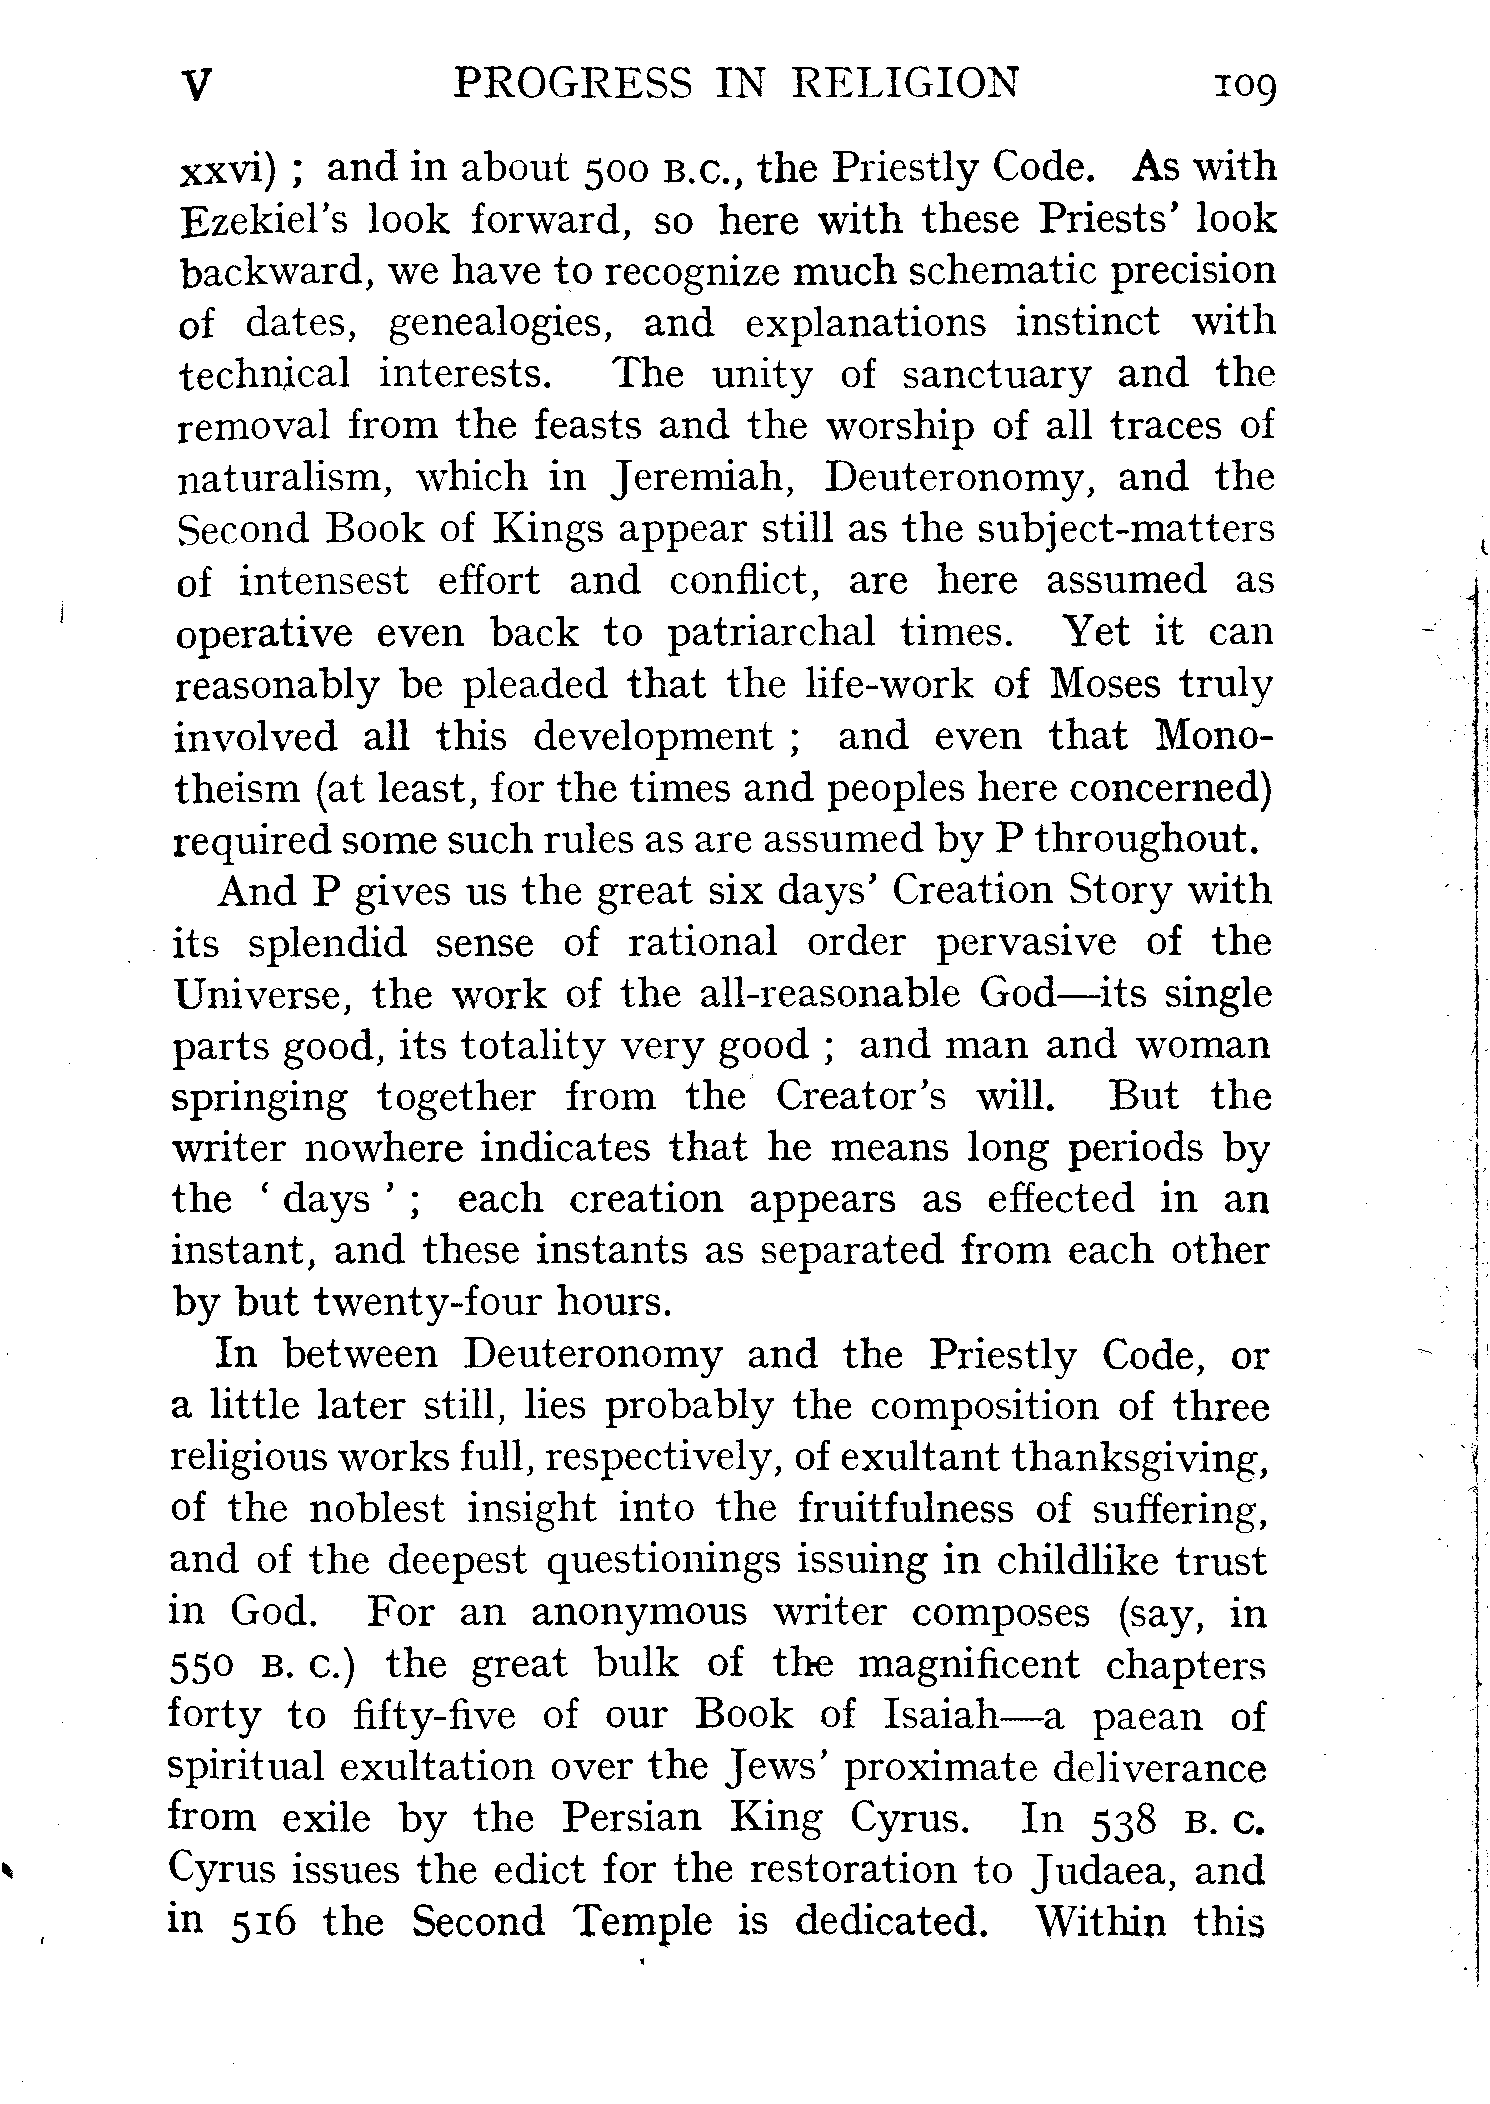 V PROGRESS IN RELIGION 109
xxvi) ; and in about 500 B.C., the Priestly Code. As with
Ezekiel's look forward, so here with these Priests' look
backward, we have to recognize much schematic precision
of dates, genealogies, and explanations instinct with
technical interests. The unity of sanctuary and the
removal from the feasts and the worship of all traces of
naturalism, which in Jeremiah, Deuteronomy, and the
Second Book of Kings appear still as the subject-matters
of intensest effort and conflict, are here assumed as
operative even back to patriarchal times. Yet it can
reasonably be pleaded that the life-work of Moses truly
involved all this development ; and even that Mono-
theism (at least, for the times and peoples here concerned)
required some such rules as are assumed by P throughout.
And P gives us the great six days' Creation Story with
its splendid sense of rational order pervasive of the
Universe, the work of the all-reasonable God—its single
parts good, its totality very good ; and man and woman
springing together from the Creator's will. But the
writer nowhere indicates that he means long periods by
the ‘ days ’ ; each creation appears as effected in an
instant, and these instants as separated from each other
by but twenty-four hours.
In between Deuteronomy and the Priestly Code, or
a little later still, lies probably the composition of three
religious works full, respectively, of exultant thanksgiving,
of the noblest insight into the fruitfulness of suffering,
and of the deepest questionings issuing in childlike trust
in God. For an anonymous writer composes (say, in
550 B. C.) the great bulk of the magnificent chapters
forty to fifty-five of our Book of Isaiah—a paean of
spiritual exultation over the Jews' proximate deliverance
from exile by the Persian King Cyrus. In 538 B. C.
Cyrus issues the edict for the restoration to Judaea, and
in 516 the Second Temple is dedicated. Within this